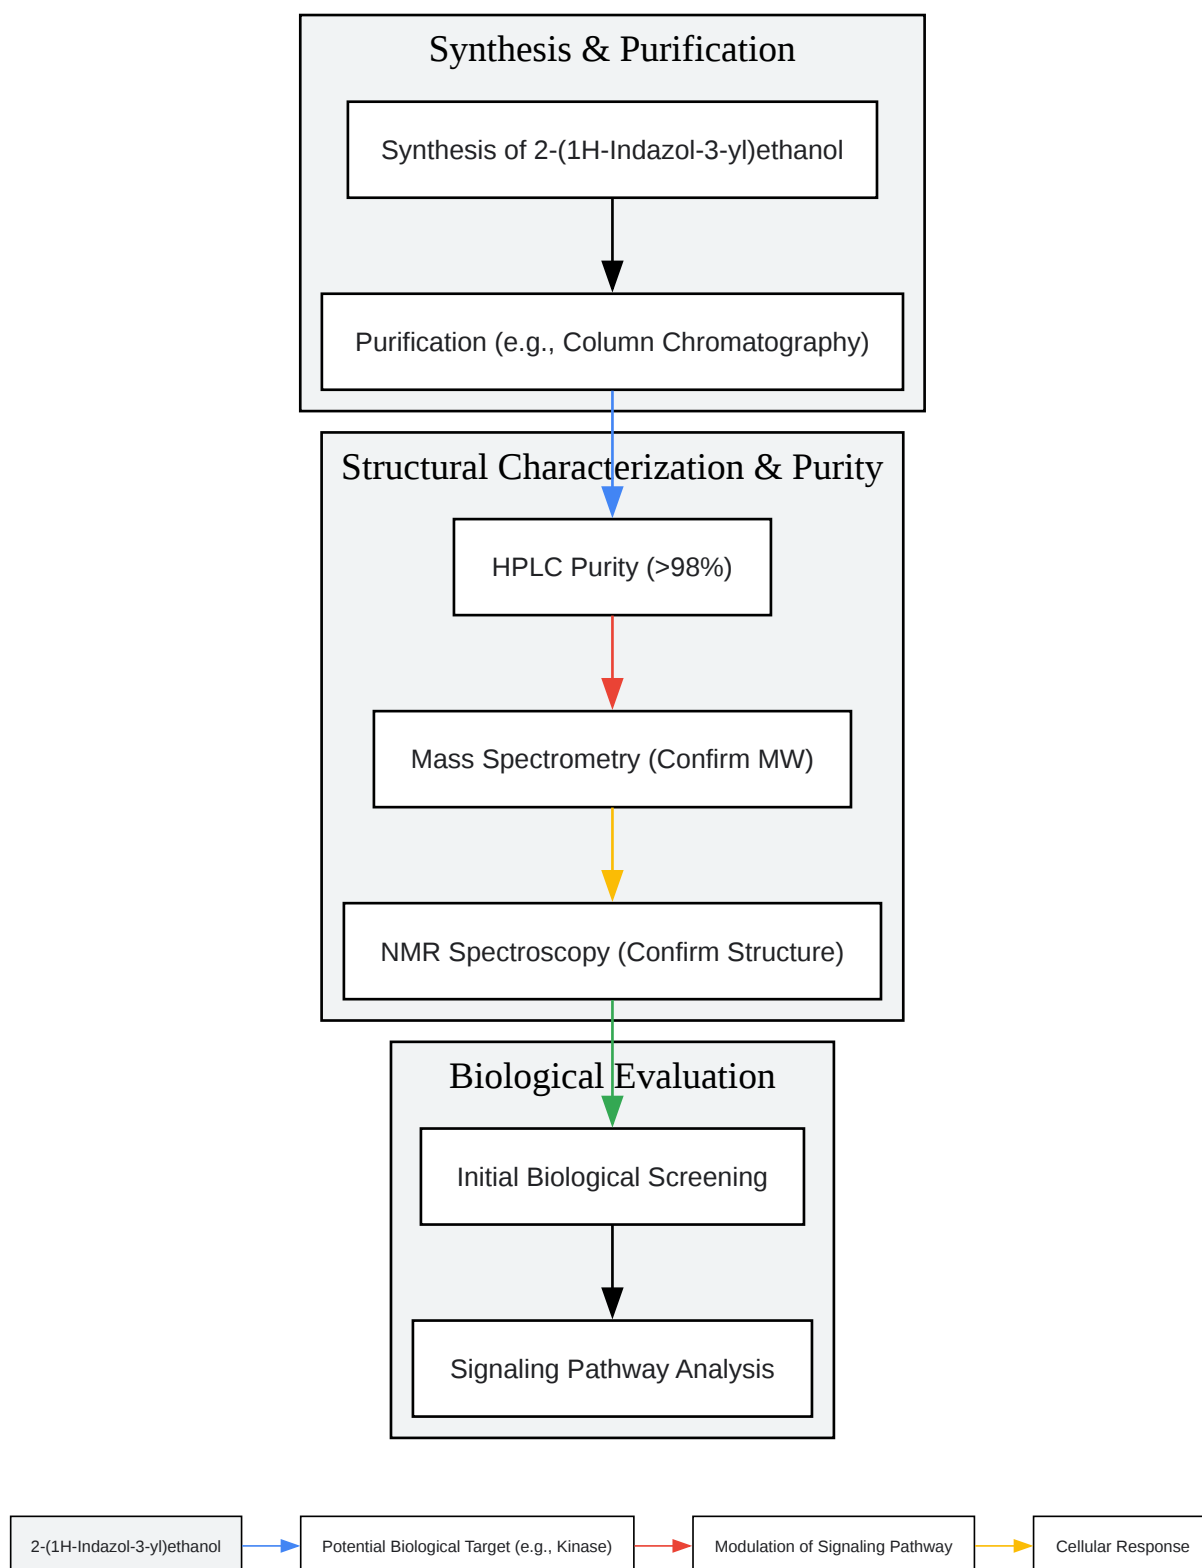 Synthesis & Purification
Synthesis of 2-(1H-Indazol-3-yl)ethanol
Purification (e.g., Column Chromatography)
Structural Characterization & Purity
HPLC Purity (>98%)
Mass Spectrometry (Confirm MW)
NMR Spectroscopy (Confirm Structure)
Biological Evaluation
Initial Biological Screening
Signaling Pathway Analysis
2-(1H-Indazol-3-yl)ethanol
Potential Biological Target (e.g., Kinase)
Modulation of Signaling Pathway
Cellular Response